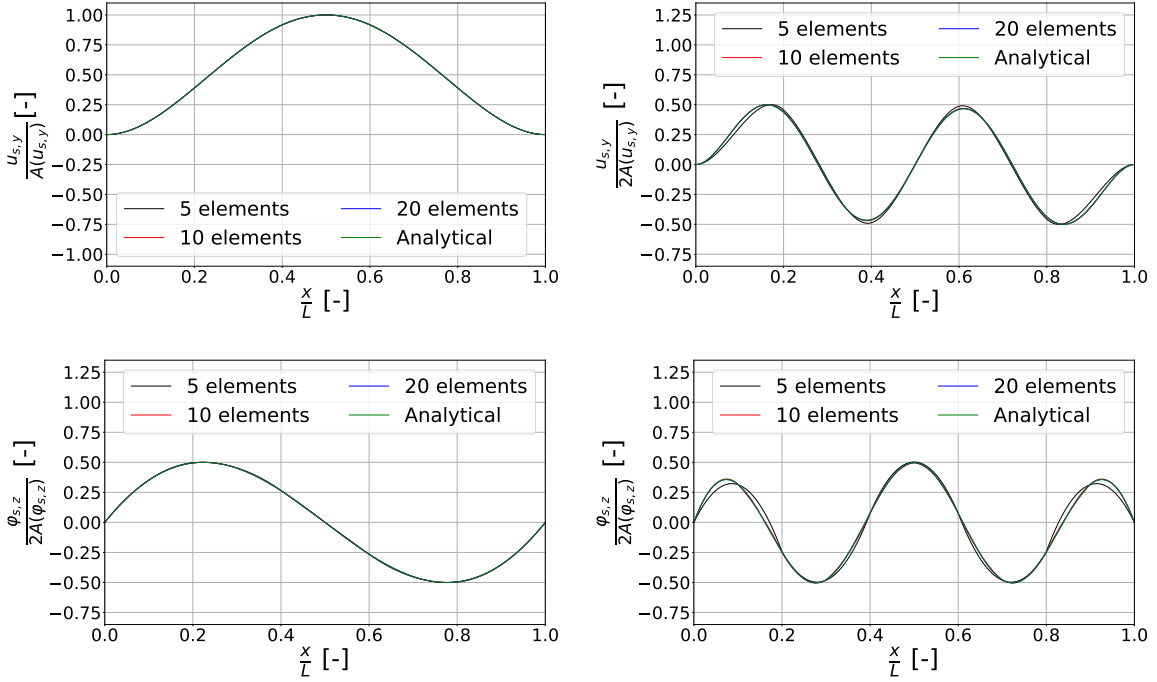 1.00
0.75
0.50
0.25
0.00
−0.25
−0.50
−0.75
−1.00
u_{s,y} / A(u_{s,y}) [-]
5 elements 20 elements
10 elements Analytical
0.0 0.2 0.4 0.6 0.8 1.0
x / L [-]
1.25
1.00
0.75
0.50
0.25
0.00
−0.25
−0.50
−0.75
u_{s,y} / 2A(u_{s,y}) [-]
5 elements 20 elements
10 elements Analytical
0.0 0.2 0.4 0.6 0.8 1.0
x / L [-]
1.25
1.00
0.75
0.50
0.25
0.00
−0.25
−0.50
−0.75
φ_{s,z} / 2A(φ_{s,z}) [-]
5 elements 20 elements
10 elements Analytical
0.0 0.2 0.4 0.6 0.8 1.0
x / L [-]
1.25
1.00
0.75
0.50
0.25
0.00
−0.25
−0.50
−0.75
φ_{s,z} / 2A(φ_{s,z}) [-]
5 elements 20 elements
10 elements Analytical
0.0 0.2 0.4 0.6 0.8 1.0
x / L [-]